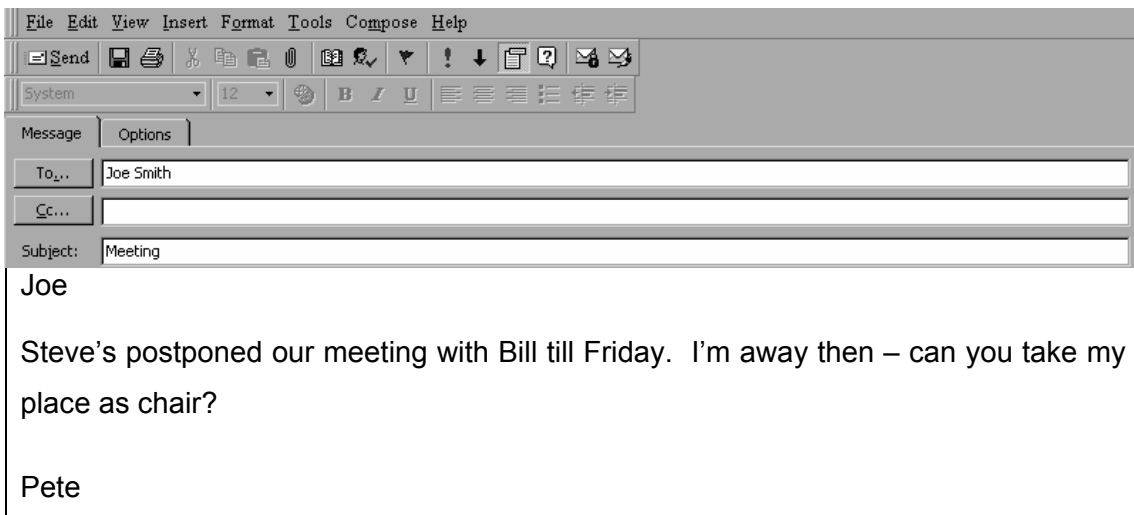 File Edit View Insert Format Tools Compose Help
Send
System 12 B I U
Message Options
To... Joe Smith
Cc...
Subject: Meeting
Joe
Steve’s postponed our meeting with Bill till Friday. I’m away then – can you take my
place as chair?
Pete